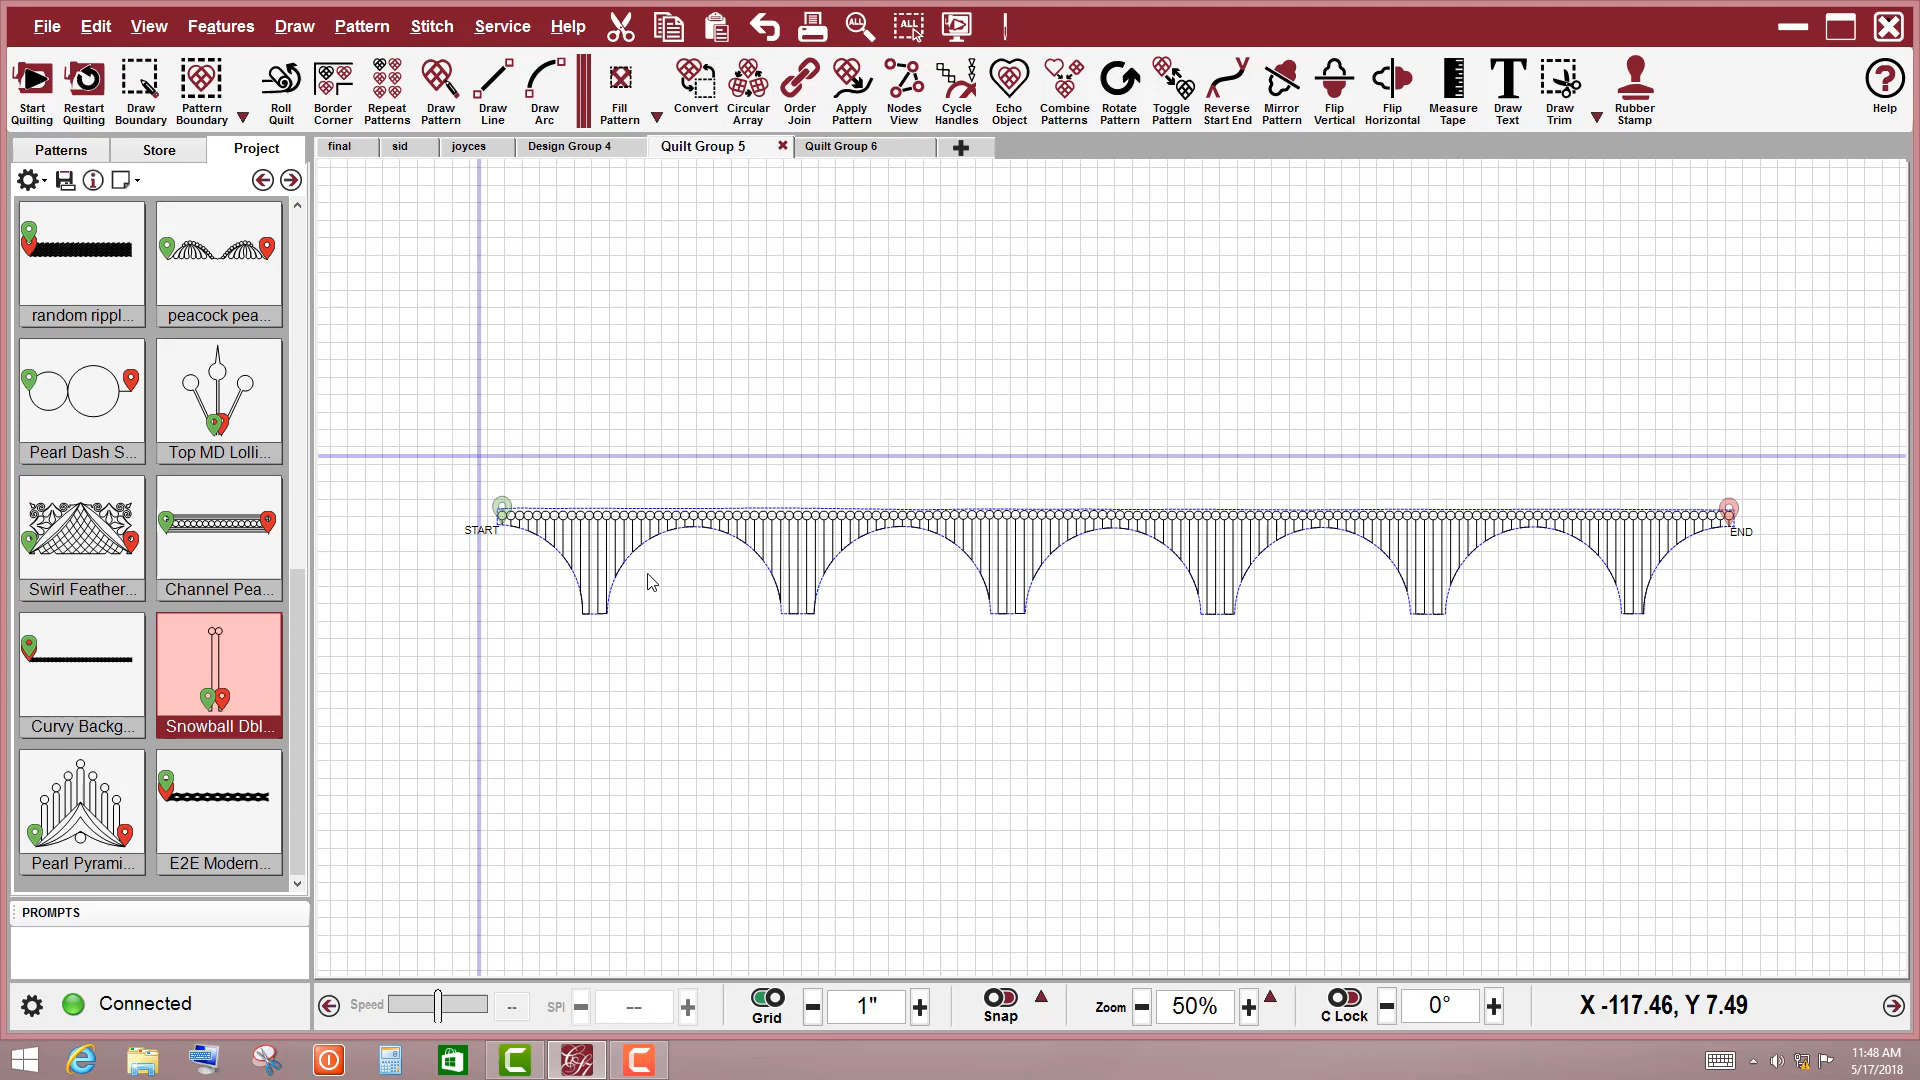 File Edit View Features Draw Pattern Stitch Service Help
ALL ALL
Start Quilting
Restart Quilting
Draw Boundary
Pattern Boundary
Roll Quilt
Border Corner
Repeat Patterns
Draw Pattern
Draw Line
Draw Arc
Fill Pattern
Convert
Circular Array
Order Join
Apply Pattern
Nodes View
Cycle Handles
Echo Object
Combine Patterns
Rotate Pattern
Toggle Pattern
Reverse Start End
Mirror Pattern
Flip Vertical
Flip Horizontal
Measure Tape
Draw Text
Draw Trim
Rubber Stamp
Help
Patterns Store Project
final sid joyces Design Group 4 Quilt Group 5 Quilt Group 6
random rippl... peacock pea...
Pearl Dash S... Top MD Lolli...
Swirl Feather... Channel Pea...
Curvy Backg... Snowball Dbl...
Pearl Pyrami... E2E Modern...
START
END
PROMPTS
Connected
Speed -- SPI -- Grid 1" Snap Zoom 50% C Lock 0° X -117.46, Y 7.49
11:48 AM
5/17/2018